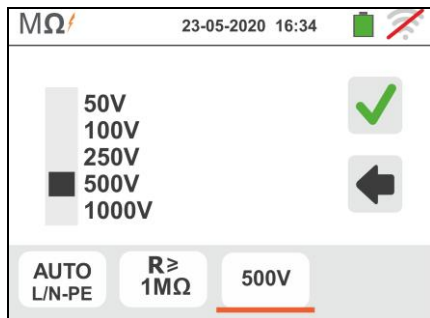 MΩ 23-05-2020 16:34
50V
100V
250V
500V
1000V
AUTO
L/N-PE
R≥
1MΩ
500V